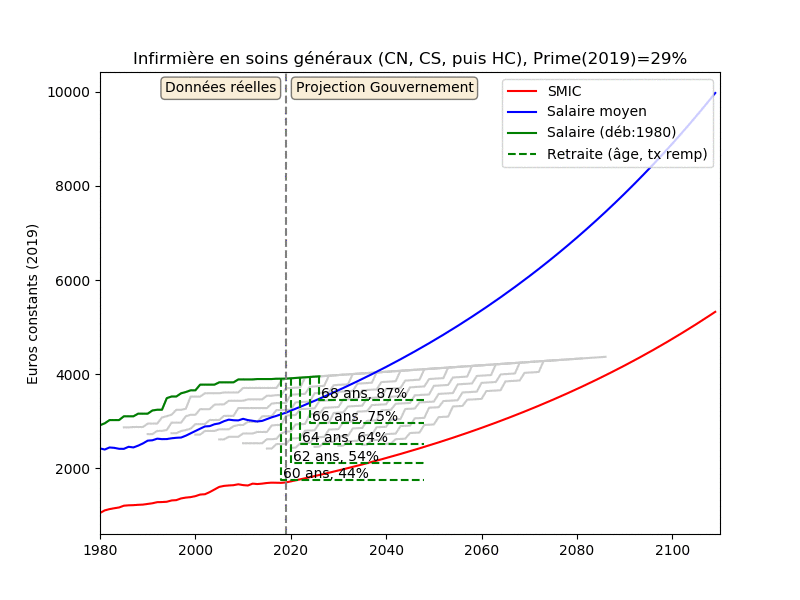 Infirmière en soins généraux (CN, CS, puis HC), Prime(2019)=29%
Données réelles
Projection Gouvernement
SMIC
Salaire moyen
Salaire (déb:1980)
Retraite (âge, tx remp)
Euros constants (2019)
10000
8000
6000
4000
2000
68 ans, 87%
66 ans, 75%
64 ans, 64%
62 ans, 54%
60 ans, 44%
1980
2000
2020
2040
2060
2080
2100